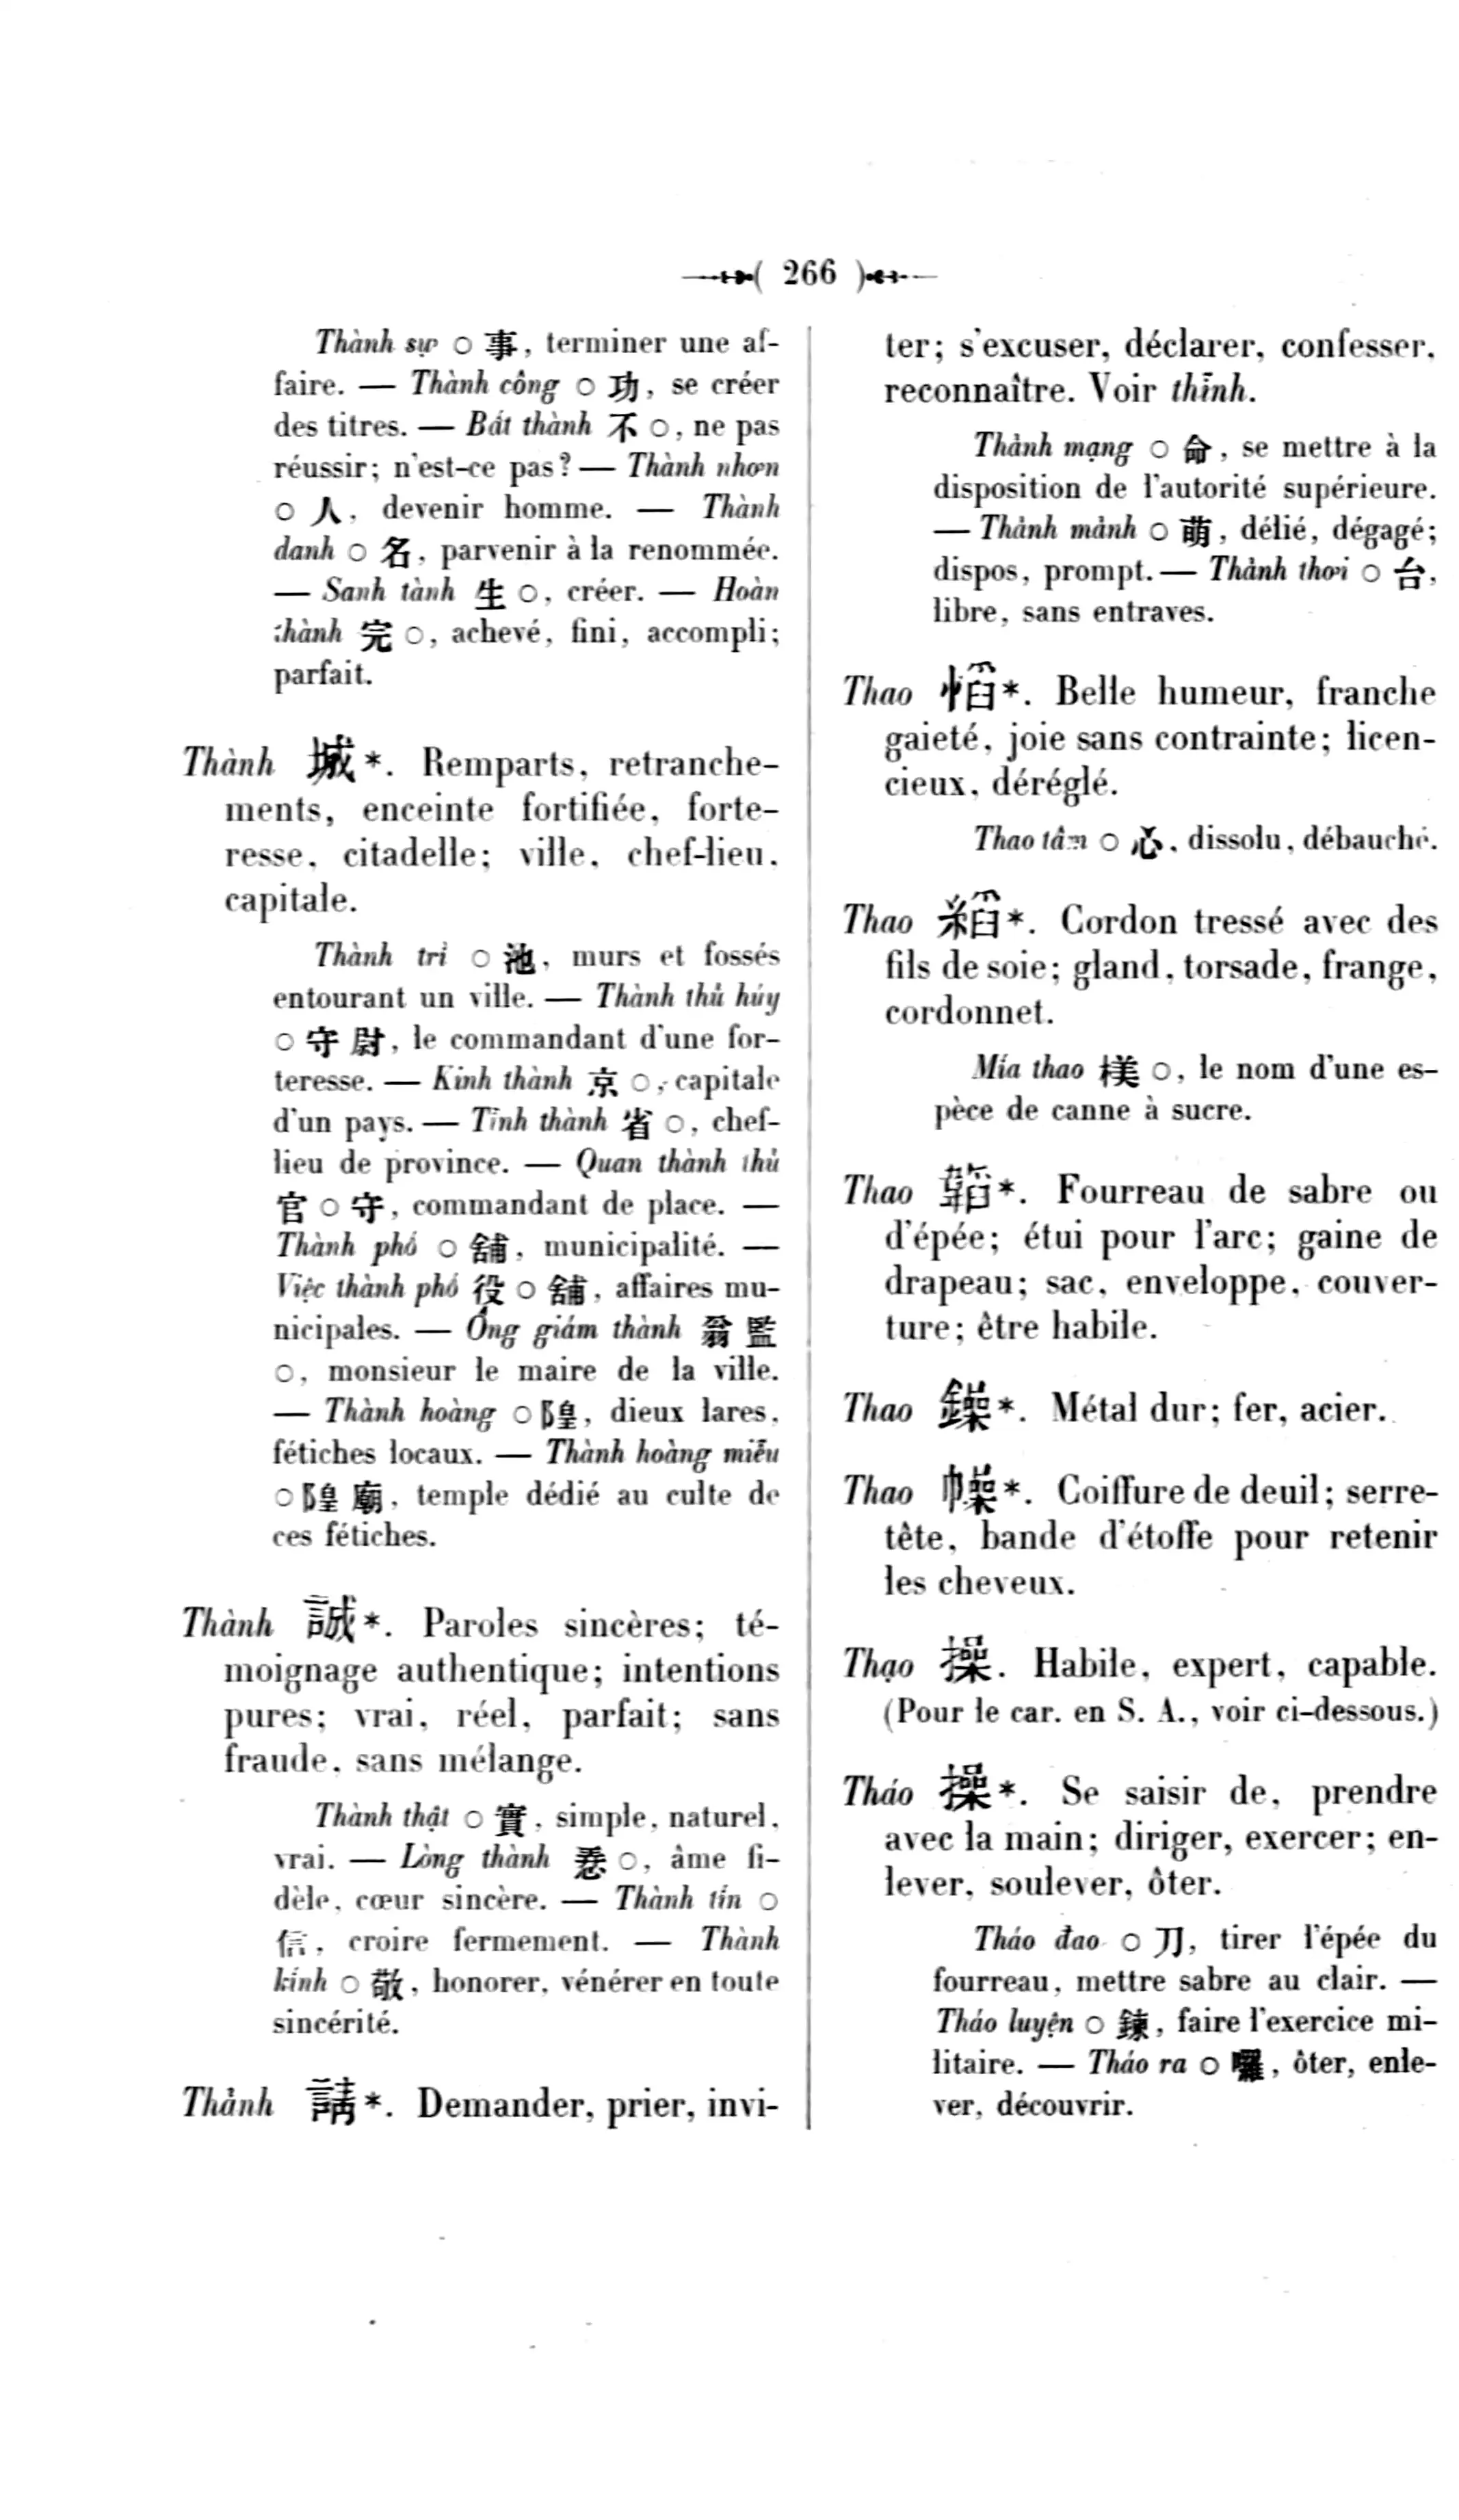 ( 266 )
Thành sự ○ 事, terminer une af-
faire. — Thành công ○ 功, se créer
des titres. — Bất thành 不 ○, ne pas
réussir; n'est-ce pas? — Thành nhơn
○ 人, devenir homme. — Thành
danh ○ 名, parvenir à la renommée.
— Sanh tành 生 ○, créer. — Hoàn
thành 完 ○, achevé, fini, accompli;
parfait.
Thành 城*. Remparts, retranche-
ments, enceinte fortifiée, forte-
resse, citadelle; ville, chef-lieu,
capitale.
Thành trì ○ 池, murs et fossés
entourant un ville. — Thành thủ húy
○ 守 尉, le commandant d'une for-
teresse. — Kinh thành 京 ○, capitale
d'un pays. — Tỉnh thành 省 ○, chef-
lieu de province. — Quan thành thủ
官 ○ 守, commandant de place. —
Thành phố ○ 舖, municipalité. —
Việc thành phố 役 ○ 舖, affaires mu-
nicipales. — Ông giám thành 翁 監
○, monsieur le maire de la ville.
— Thành hoàng ○ 隍, dieux lares,
fétiches locaux. — Thành hoàng miễu
○ 隍 廟, temple dédié au culte de
ces fétiches.
Thành 誠*. Paroles sincères; té-
moignage authentique; intentions
pures; vrai, réel, parfait; sans
fraude, sans mélange.
Thành thật ○ 實, simple, naturel,
vrai. — Lòng thành ○, âme fi-
dèle, cœur sincère. — Thành tín ○
信, croire fermement. — Thành
kính ○ 敬, honorer, vénérer en toute
sincérité.
Thảnh 請*. Demander, prier, invi-
ter; s'excuser, déclarer, confesser,
reconnaître. Voir thỉnh.
Thảnh mạng ○ 命, se mettre à la
disposition de l'autorité supérieure.
— Thảnh mảnh ○ 萌, délié, dégagé;
dispos, prompt. — Thảnh thơi ○ 台,
libre, sans entraves.
Thao 慆*. Belle humeur, franche
gaieté, joie sans contrainte; licen-
cieux, déréglé.
Thao tâm ○ 心, dissolu, débauché.
Thao 縚*. Cordon tressé avec des
fils de soie; gland, torsade, frange,
cordonnet.
Mía thao 樣 ○, le nom d'une es-
pèce de canne à sucre.
Thao 韜*. Fourreau de sabre ou
d'épée; étui pour l'arc; gaine de
drapeau; sac, enveloppe, couver-
ture; être habile.
Thao 鐰*. Métal dur; fer, acier.
Thao 幧*. Coiffure de deuil; serre-
tête, bande d'étoffe pour retenir
les cheveux.
Thạo 操. Habile, expert, capable.
(Pour le car. en S. A., voir ci-dessous.)
Tháo 操*. Se saisir de, prendre
avec la main; diriger, exercer; en-
lever, soulever, ôter.
Tháo đao ○ 刀, tirer l'épée du
fourreau, mettre sabre au clair. —
Tháo luyện ○ 鍊, faire l'exercice mi-
litaire. — Tháo ra ○ 囉, ôter, enle-
ver, découvrir.